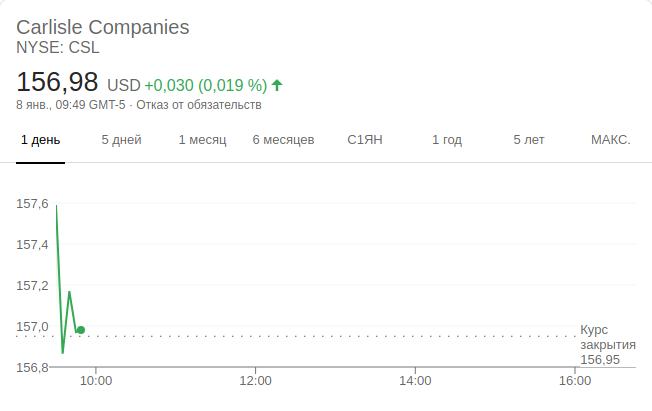 Carlisle Companies
NYSE: CSL
156,98 USD +0,030 (0,019 %)
8 янв., 09:49 GMT-5 · Отказ от обязательств
1 день 5 дней 1 месяц 6 месяцев С1ЯН 1 год 5 лет МАКС.
157,6
157,4
157,2
157,0
Курс
закрытия
156,95
156,8
10:00 12:00 14:00 16:00